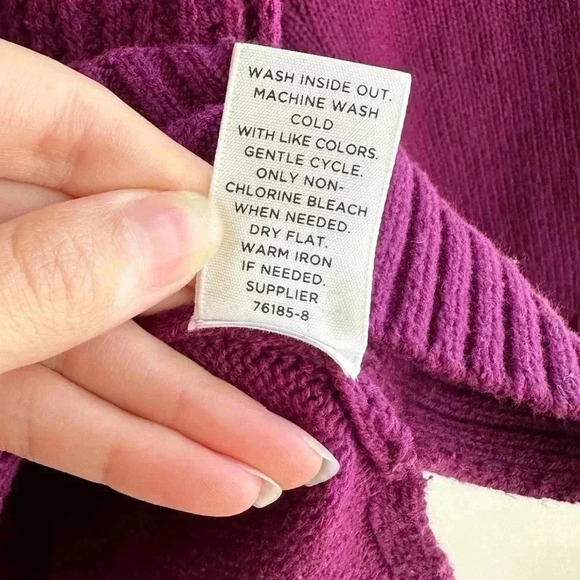 WASH INSIDE OUT.
MACHINE WASH
COLD
WITH LIKE COLORS.
GENTLE CYCLE.
ONLY NON-
CHLORINE BLEACH
WHEN NEEDED.
DRY FLAT.
WARM IRON
IF NEEDED.
SUPPLIER
76185-8